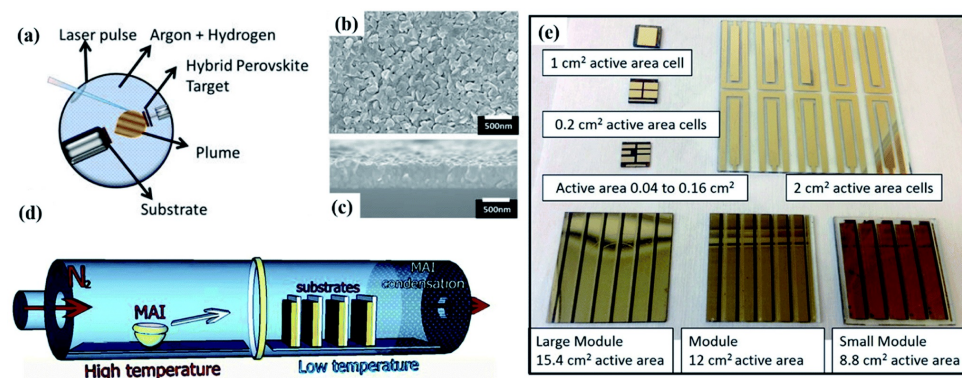 (a)
Laser pulse
Argon + Hydrogen
Hybrid Perovskite
Target
Plume
Substrate
(b)
500nm
(c)
500nm
(d)
N2
MAI
substrates
MAI
condensation
High temperature
Low temperature
(e)
1 cm² active area cell
0.2 cm² active area cells
Active area 0.04 to 0.16 cm²
2 cm² active area cells
Large Module
15.4 cm² active area
Module
12 cm² active area
Small Module
8.8 cm² active area